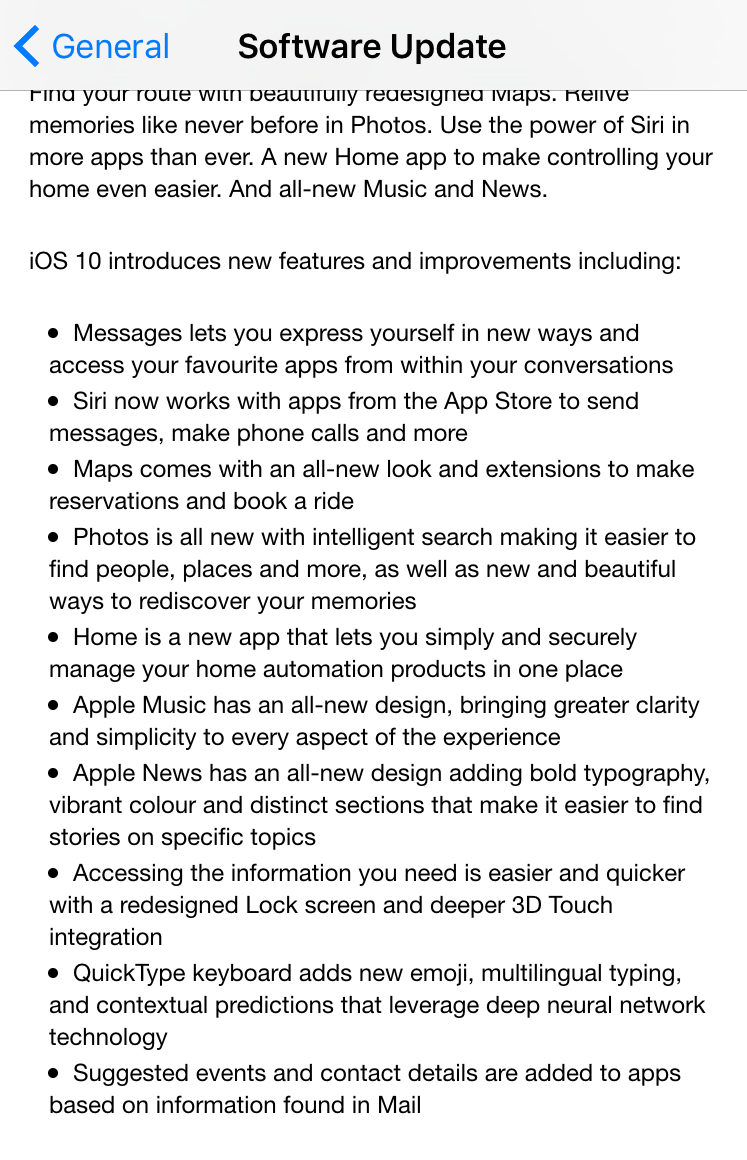 General
Software Update
Find your route with beautifully redesigned Maps. Relive
memories like never before in Photos. Use the power of Siri in
more apps than ever. A new Home app to make controlling your
home even easier. And all-new Music and News.
iOS 10 introduces new features and improvements including:
• Messages lets you express yourself in new ways and
access your favourite apps from within your conversations
• Siri now works with apps from the App Store to send
messages, make phone calls and more
• Maps comes with an all-new look and extensions to make
reservations and book a ride
• Photos is all new with intelligent search making it easier to
find people, places and more, as well as new and beautiful
ways to rediscover your memories
• Home is a new app that lets you simply and securely
manage your home automation products in one place
• Apple Music has an all-new design, bringing greater clarity
and simplicity to every aspect of the experience
• Apple News has an all-new design adding bold typography,
vibrant colour and distinct sections that make it easier to find
stories on specific topics
• Accessing the information you need is easier and quicker
with a redesigned Lock screen and deeper 3D Touch
integration
• QuickType keyboard adds new emoji, multilingual typing,
and contextual predictions that leverage deep neural network
technology
• Suggested events and contact details are added to apps
based on information found in Mail